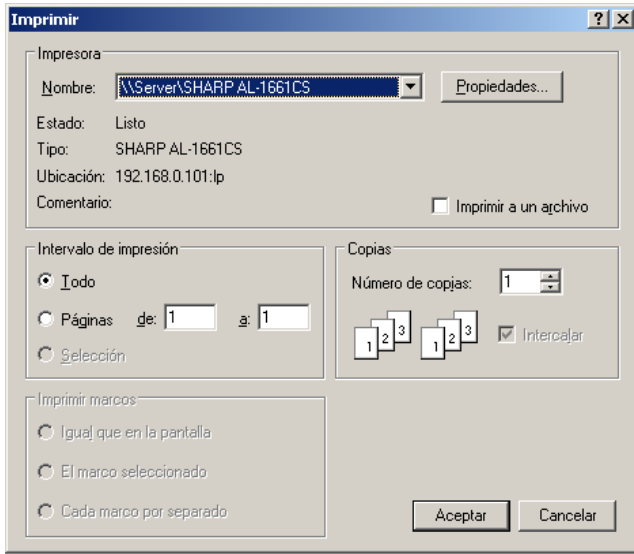 Imprimir
Impresora
Nombre: \\Server\SHARP AL-1661CS Propiedades...
Estado: Listo
Tipo: SHARP AL-1661CS
Ubicación: 192.168.0.101:lp
Comentario: Imprimir a un archivo
Intervalo de impresión
Todo
Páginas de: 1 a: 1
Selección
Copias
Número de copias: 1
1 2 3 1 2 3 Intercalar
Imprimir marcos
Igual que en la pantalla
El marco seleccionado
Cada marco por separado
Aceptar Cancelar